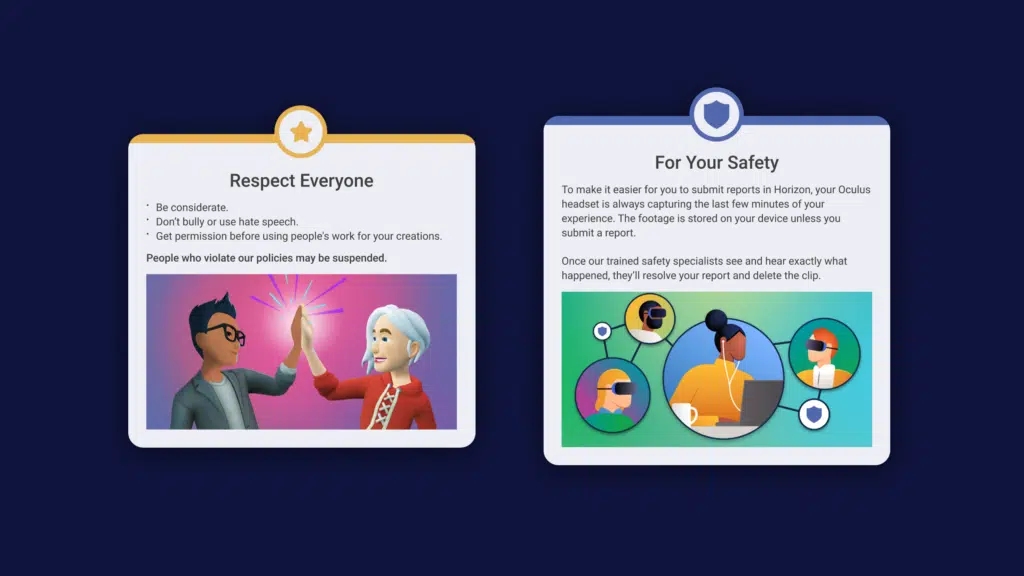 Respect Everyone
· Be considerate.
· Don't bully or use hate speech.
· Get permission before using people's work for your creations.
People who violate our policies may be suspended.
For Your Safety
To make it easier for you to submit reports in Horizon, your Oculus
headset is always capturing the last few minutes of your
experience. The footage is stored on your device unless you
submit a report.
Once our trained safety specialists see and hear exactly what
happened, they'll resolve your report and delete the clip.